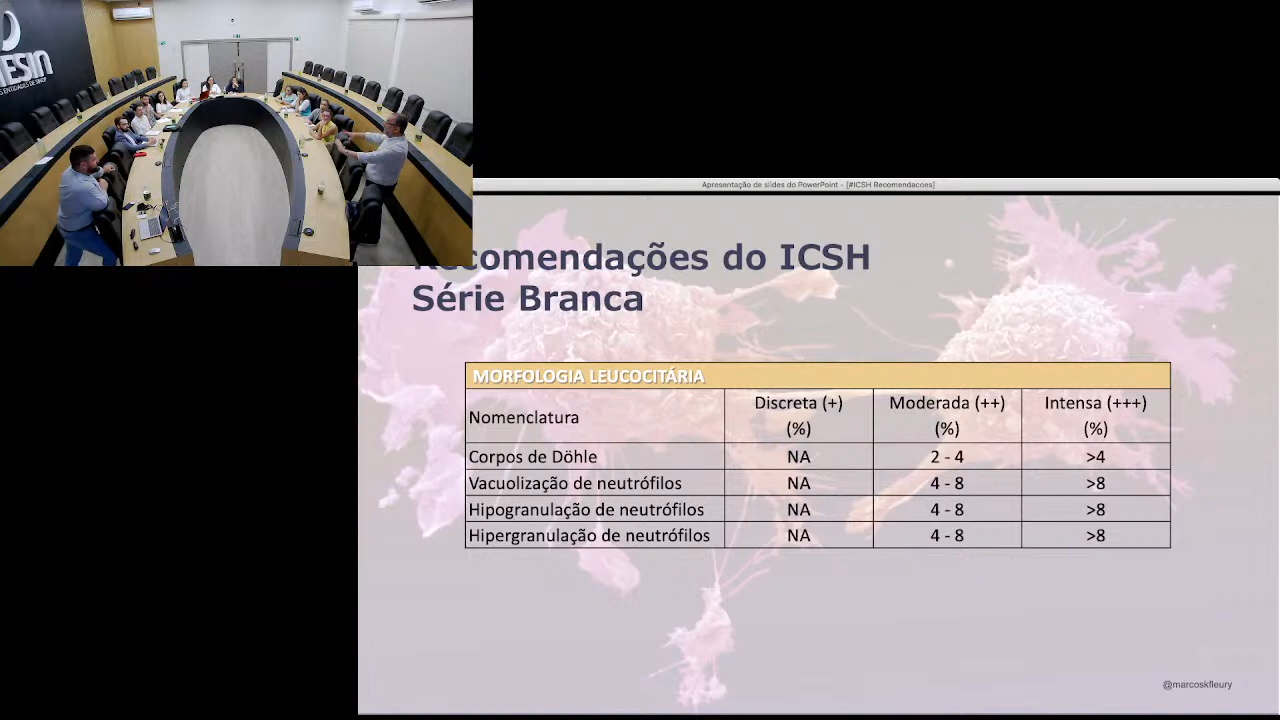 Apresentação de slides do PowerPoint - [#ICSH Recomendacoes]
Recomendações do ICSH
Série Branca
MORFOLOGIA LEUCOCITÁRIA
Nomenclatura Discreta (+) (%) Moderada (++) (%) Intensa (+++) (%)
Corpos de Döhle NA 2 - 4 >4
Vacuolização de neutrófilos NA 4 - 8 >8
Hipogranulação de neutrófilos NA 4 - 8 >8
Hipergranulação de neutrófilos NA 4 - 8 >8
@marcoskfleury